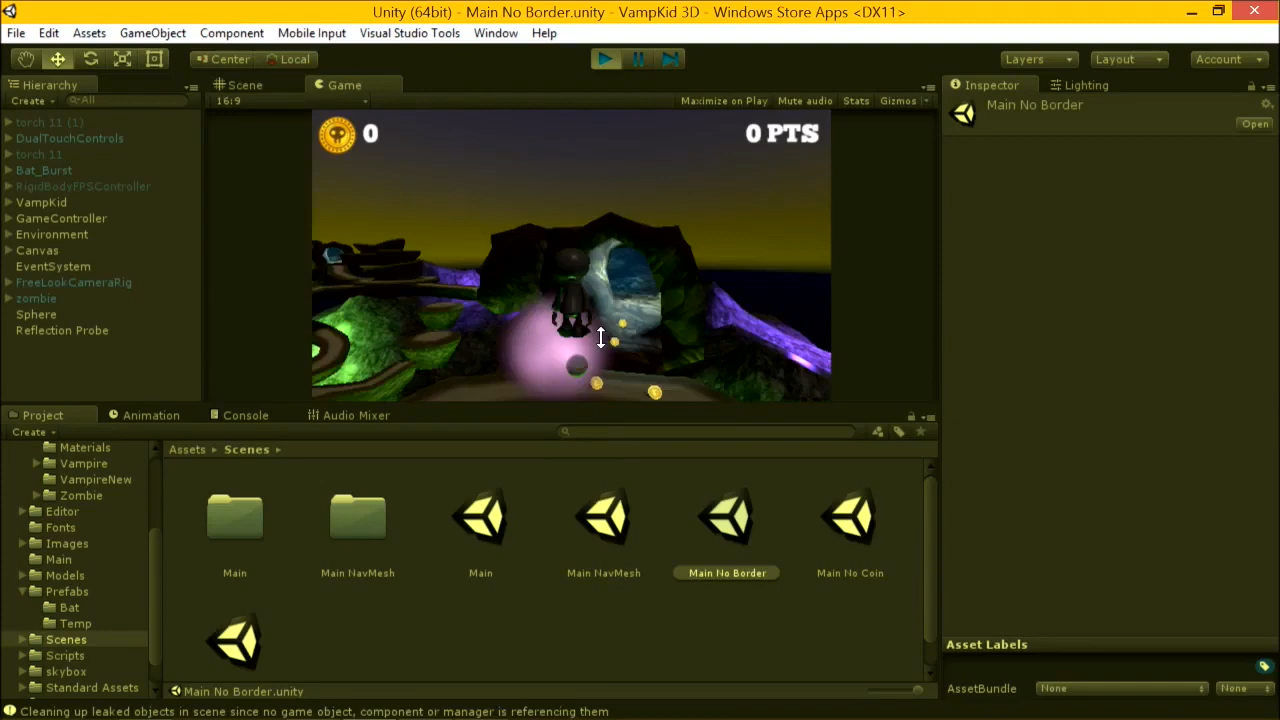 Unity (64bit) - Main No Border.unity - VampKid 3D - Windows Store Apps <DX11>
File Edit Assets GameObject Component Mobile Input Visual Studio Tools Window Help
Center Local Layers Layout Account
Hierarchy Scene Game Inspector Lighting
Create All 16:9 Maximize on Play Mute audio Stats Gizmos Main No Border
Open
torch 11 (1)
DualTouchControls
torch 11
Bat_Burst
RigidBodyFPSController
VampKid
GameController
Environment
Canvas
EventSystem
FreeLookCameraRig
zombie
Sphere
Reflection Probe
0 0 PTS
Project Animation Console Audio Mixer
Create
Assets Scenes
Materials
Vampire
VampireNew
Zombie
Editor
Fonts
Images
Main
Models
Prefabs
Bat
Temp
Scenes
Scripts
skybox
Standard Assets
Main Main NavMesh Main Main NavMesh Main No Border Main No Coin
Main No Border.unity
Asset Labels
AssetBundle None None
Cleaning up leaked objects in scene since no game object, component or manager is referencing them